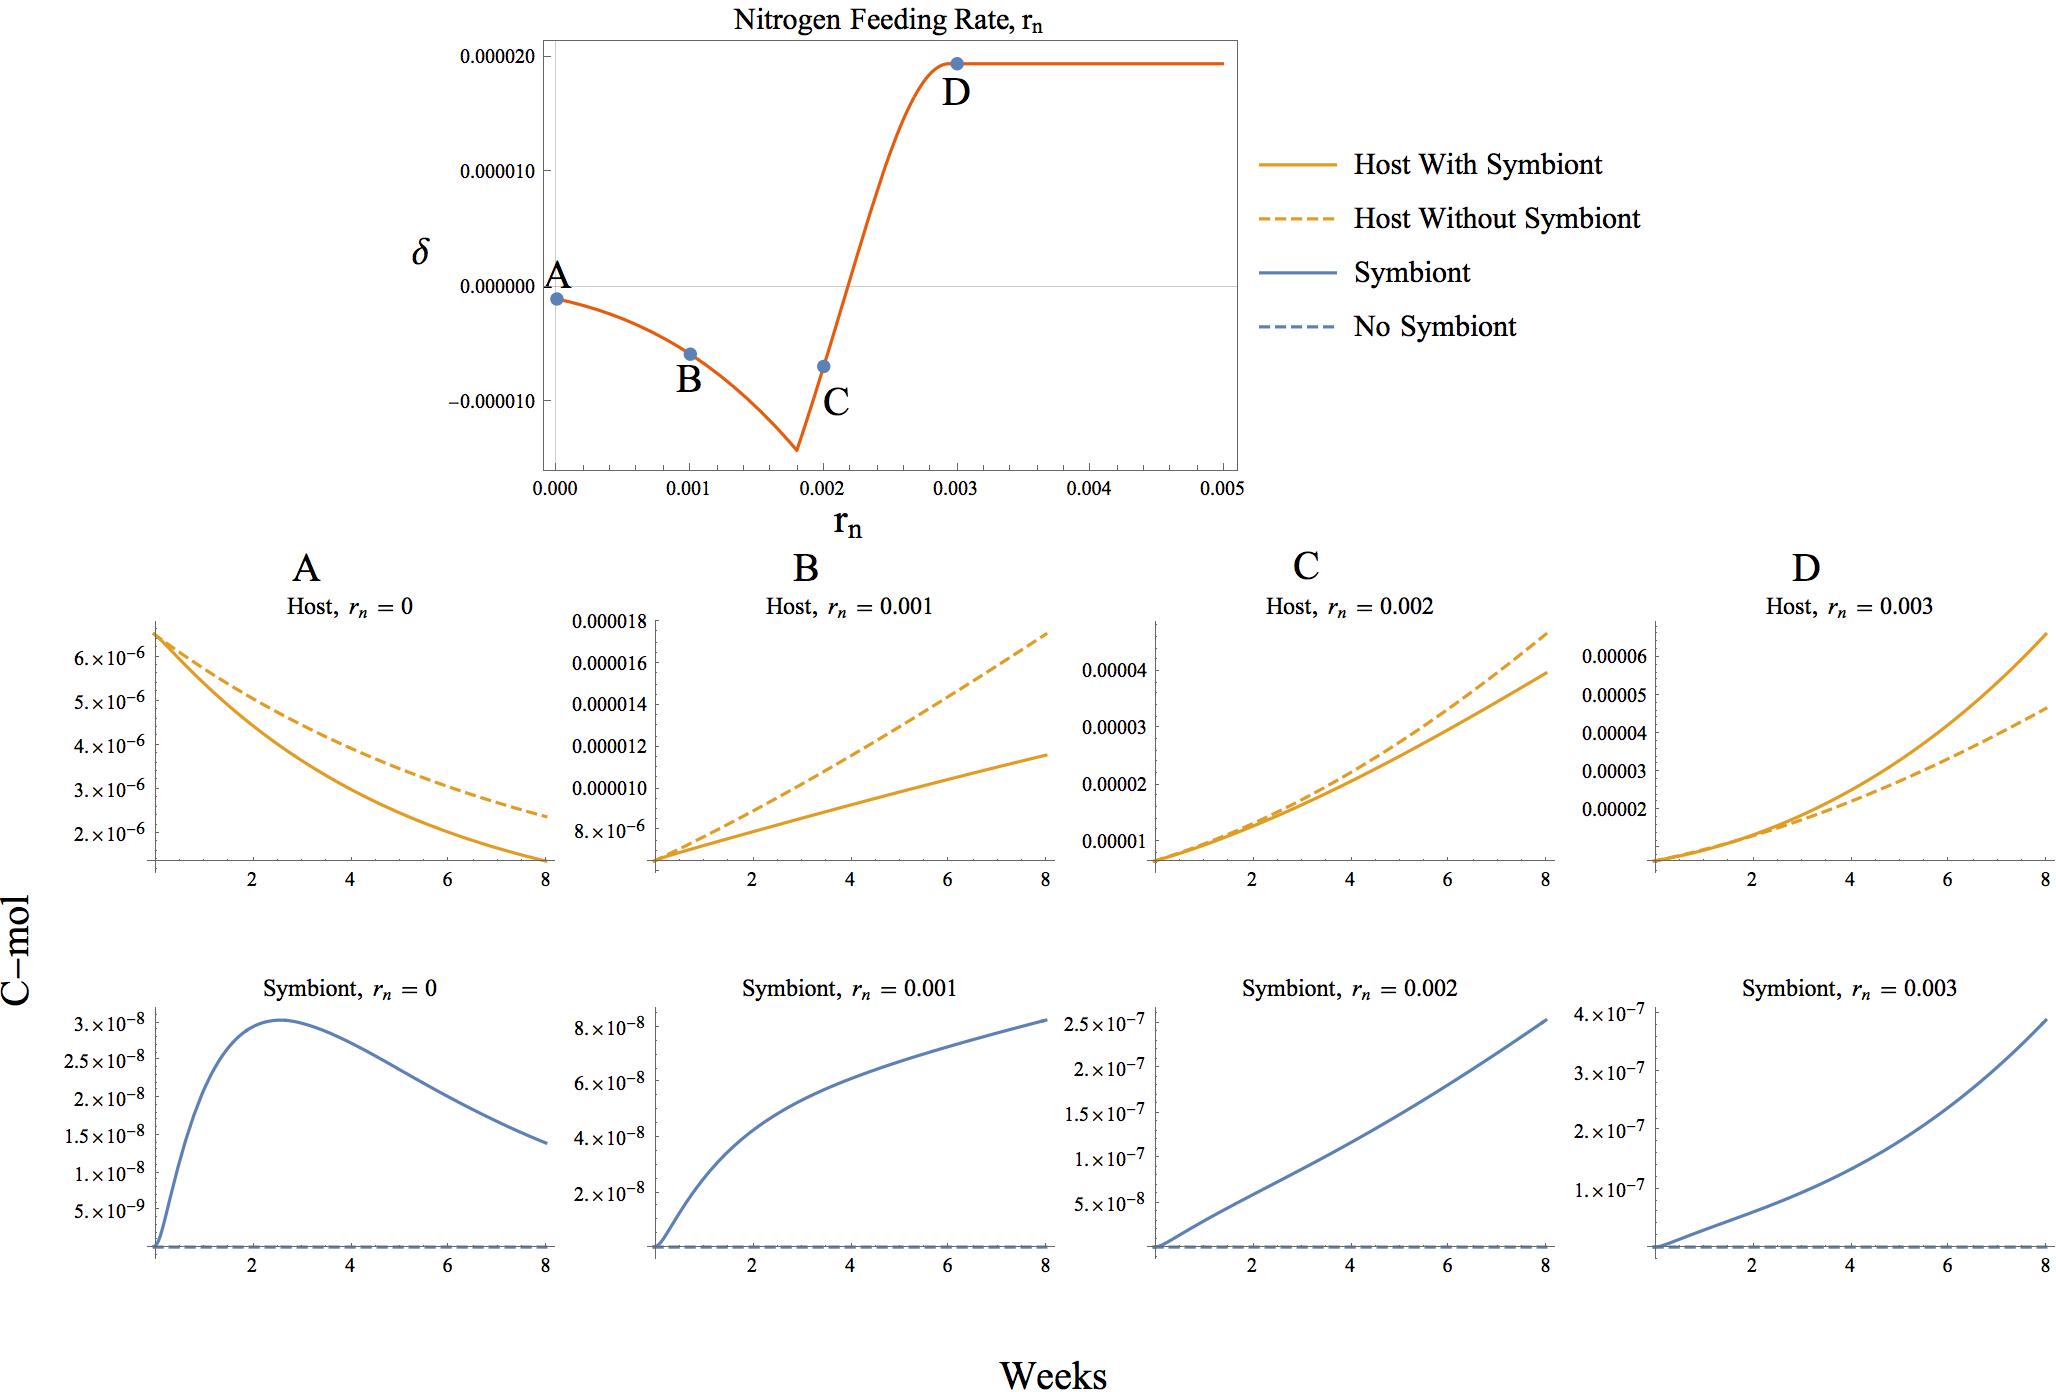 Nitrogen Feeding Rate, rₙ
0.000020
0.000010
0.000000
−0.000010
δ
A
B
C
D
0.000 0.001 0.002 0.003 0.004 0.005
rₙ
Host With Symbiont
Host Without Symbiont
Symbiont
No Symbiont
A
Host, rₙ = 0
6.×10⁻⁶
5.×10⁻⁶
4.×10⁻⁶
3.×10⁻⁶
2.×10⁻⁶
2 4 6 8
B
Host, rₙ = 0.001
0.000018
0.000016
0.000014
0.000012
0.000010
8.×10⁻⁶
2 4 6 8
C
Host, rₙ = 0.002
0.00004
0.00003
0.00002
0.00001
2 4 6 8
D
Host, rₙ = 0.003
0.00006
0.00005
0.00004
0.00003
0.00002
2 4 6 8
C−mol
Symbiont, rₙ = 0
3.×10⁻⁸
2.5×10⁻⁸
2.×10⁻⁸
1.5×10⁻⁸
1.×10⁻⁸
5.×10⁻⁹
2 4 6 8
Symbiont, rₙ = 0.001
8.×10⁻⁸
6.×10⁻⁸
4.×10⁻⁸
2.×10⁻⁸
2 4 6 8
Symbiont, rₙ = 0.002
2.5×10⁻⁷
2.×10⁻⁷
1.5×10⁻⁷
1.×10⁻⁷
5.×10⁻⁸
2 4 6 8
Symbiont, rₙ = 0.003
4.×10⁻⁷
3.×10⁻⁷
2.×10⁻⁷
1.×10⁻⁷
2 4 6 8
Weeks